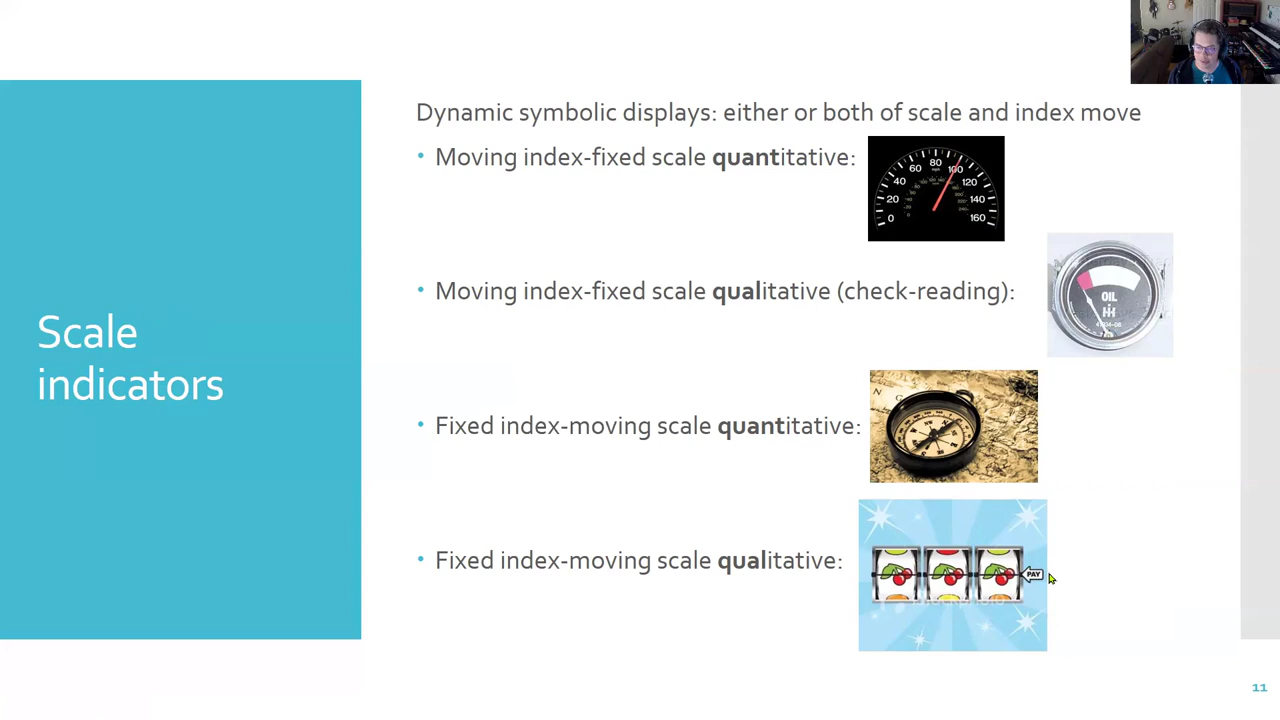 Dynamic symbolic displays: either or both of scale and index move
• Moving index-fixed scale quantitative:
0 20 40 60 80 100 120 140 160
mph
• Moving index-fixed scale qualitative (check-reading):
OIL
Scale
indicators
• Fixed index-moving scale quantitative:
N G
• Fixed index-moving scale qualitative:
PAY
11